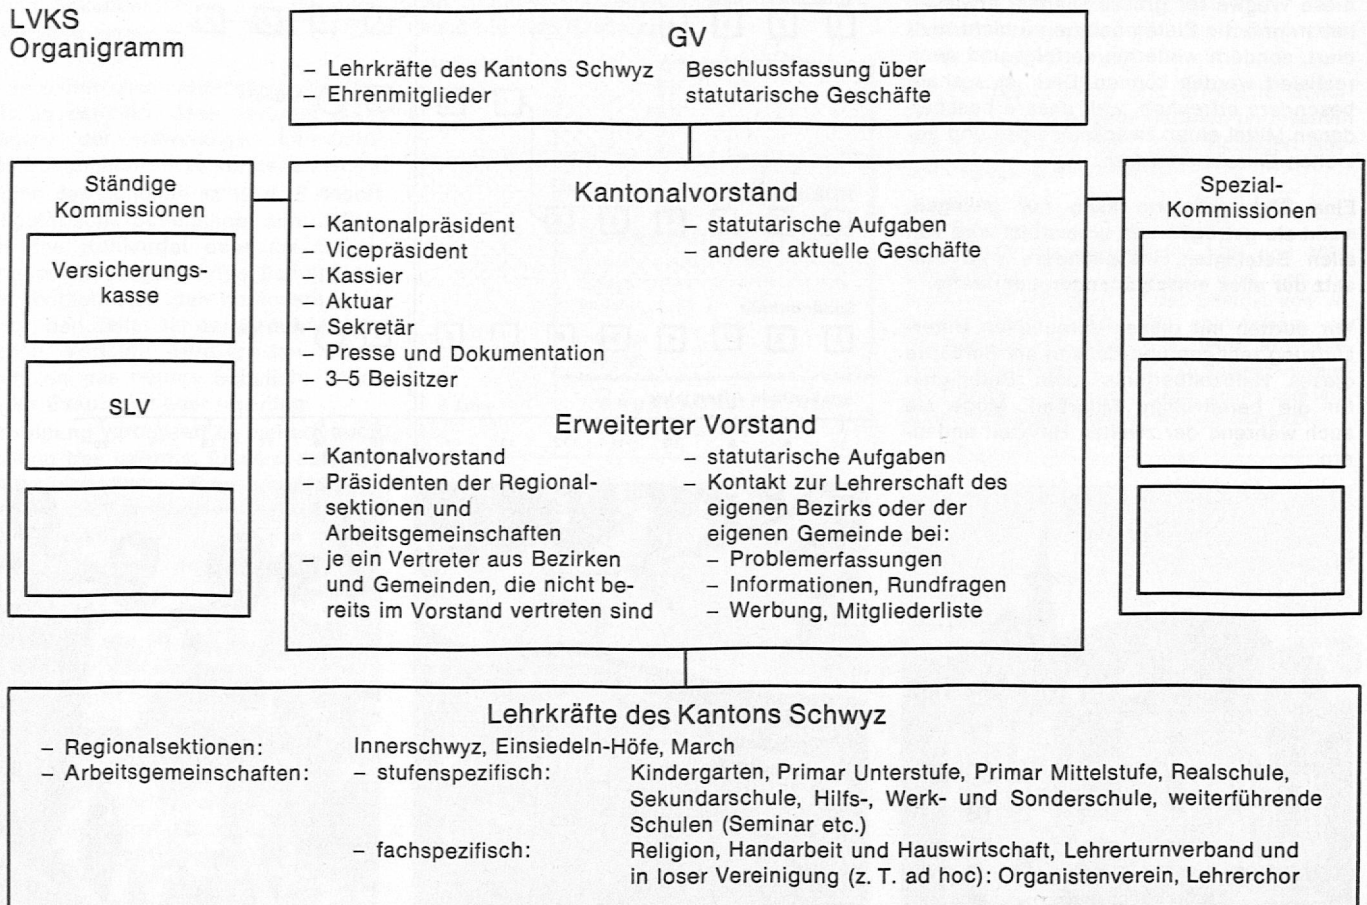 LVKS
Organigramm
GV
– Lehrkräfte des Kantons Schwyz
– Ehrenmitglieder
Beschlussfassung über
statutarische Geschäfte
Ständige
Kommissionen
Versicherungs-
kasse
SLV
Kantonalvorstand
– Kantonalpräsident
– Vicepräsident
– Kassier
– Aktuar
– Sekretär
– Presse und Dokumentation
– 3–5 Beisitzer
– statutarische Aufgaben
– andere aktuelle Geschäfte
Erweiterter Vorstand
– Kantonalvorstand
– Präsidenten der Regional-
sektionen und
Arbeitsgemeinschaften
je ein Vertreter aus Bezirken
und Gemeinden, die nicht be-
reits im Vorstand vertreten sind
– statutarische Aufgaben
– Kontakt zur Lehrerschaft des
eigenen Bezirks oder der
eigenen Gemeinde bei:
– Problemerfassungen
– Informationen, Rundfragen
– Werbung, Mitgliederliste
Spezial-
Kommissionen
Lehrkräfte des Kantons Schwyz
– Regionalsektionen: Innerschwyz, Einsiedeln-Höfe, March
– Arbeitsgemeinschaften: – stufenspezifisch: Kindergarten, Primar Unterstufe, Primar Mittelstufe, Realschule,
Sekundarschule, Hilfs-, Werk- und Sonderschule, weiterführende
Schulen (Seminar etc.)
– fachspezifisch: Religion, Handarbeit und Hauswirtschaft, Lehrerturnverband und
in loser Vereinigung (z. T. ad hoc): Organistenverein, Lehrerchor